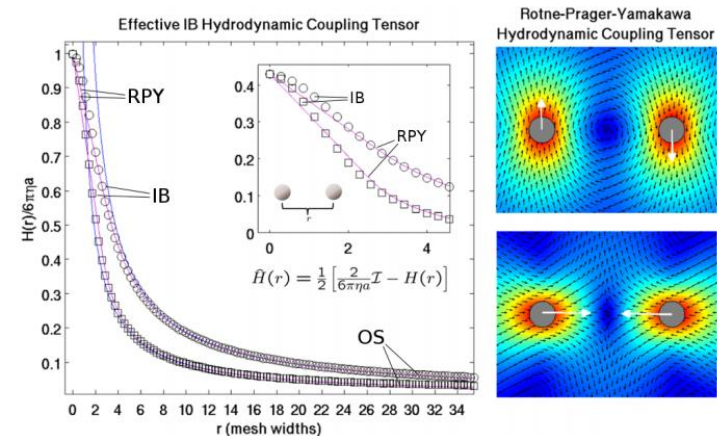 Effective IB Hydrodynamic Coupling Tensor
H(r)/6πηa
1
0.9
0.8
0.7
0.6
0.5
0.4
0.3
0.2
0.1
RPY
IB
OS
0 2 4 6 8 10 12 14 16 18 20 22 24 26 28 30 32 34
r (mesh widths)
0.4
0.3
0.2
0.1
0
IB
RPY
r
0 2 4
H̃(r) = 1/2 [2/6πηa I − H(r)]
Rotne-Prager-Yamakawa
Hydrodynamic Coupling Tensor